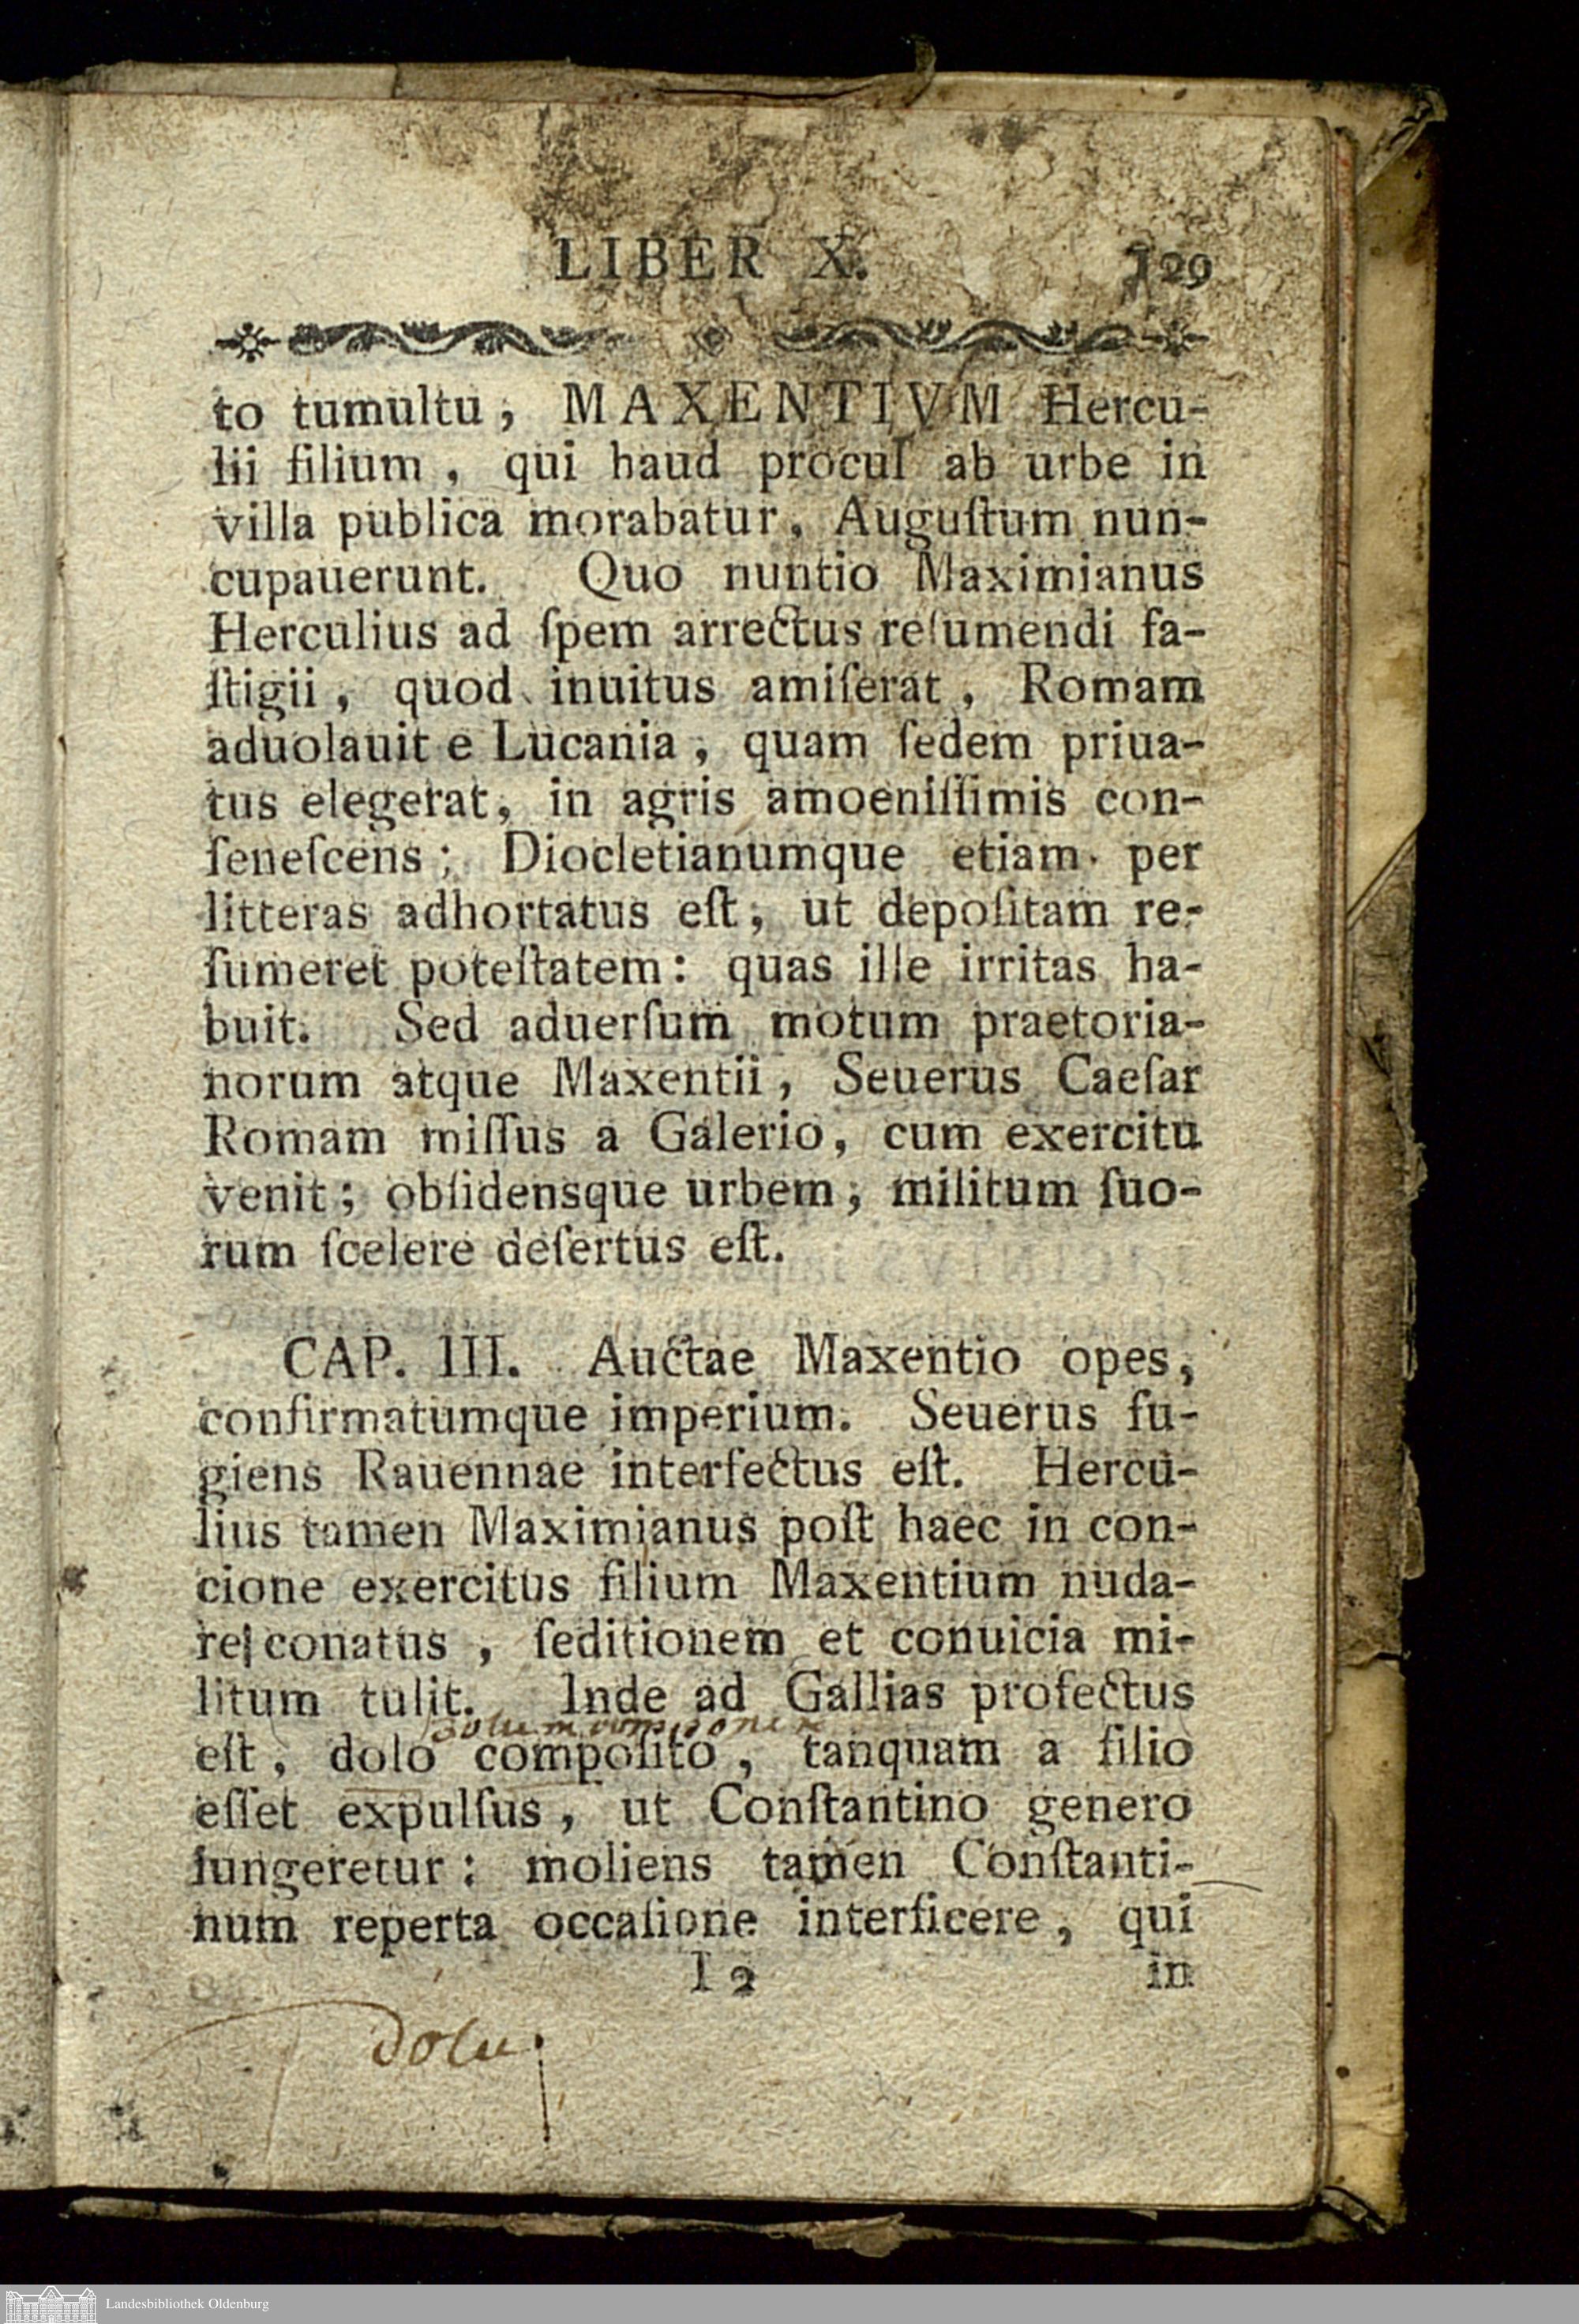 LIBER X. 129
to tumultu, MAXENTIVM Hercu-
lii filium, qui haud procul ab urbe in
villa publica morabatur, Auguſtum nun-
cupauerunt. Quo nuntio Maximianus
Herculius ad ſpem arrectus reſumendi fa-
ſtigii, quod inuitus amiſerat, Romam
aduolauit e Lucania, quam ſedem priua-
tus elegerat, in agris amoeniſſimis con-
ſeneſcens; Diocletianumque etiam per
litteras adhortatus eſt, ut depoſitam re-
ſumeret poteſtatem: quas ille irritas ha-
buit. Sed aduerſum motum praetoria-
norum atque Maxentii, Seuerus Caeſar
Romam miſſus a Galerio, cum exercitu
venit; obſidensque urbem, militum ſuo-
rum ſcelere deſertus eſt.
CAP. III. Auctae Maxentio opes,
confirmatumque imperium. Seuerus fu-
giens Rauennae interfectus eſt. Hercu-
lius tamen Maximianus poſt haec in con-
cione exercitus filium Maxentium nuda-
re conatus, ſeditionem et conuicia mi-
litum tulit. Inde ad Gallias profectus
dolum componere
eſt, dolo compoſito, tanquam a filio
eſſet expulſus, ut Conſtantino genero
iungeretur: moliens tamen Conſtanti-
num reperta occaſione interficere, qui
I 2 in
dolu
Landesbibliothek Oldenburg